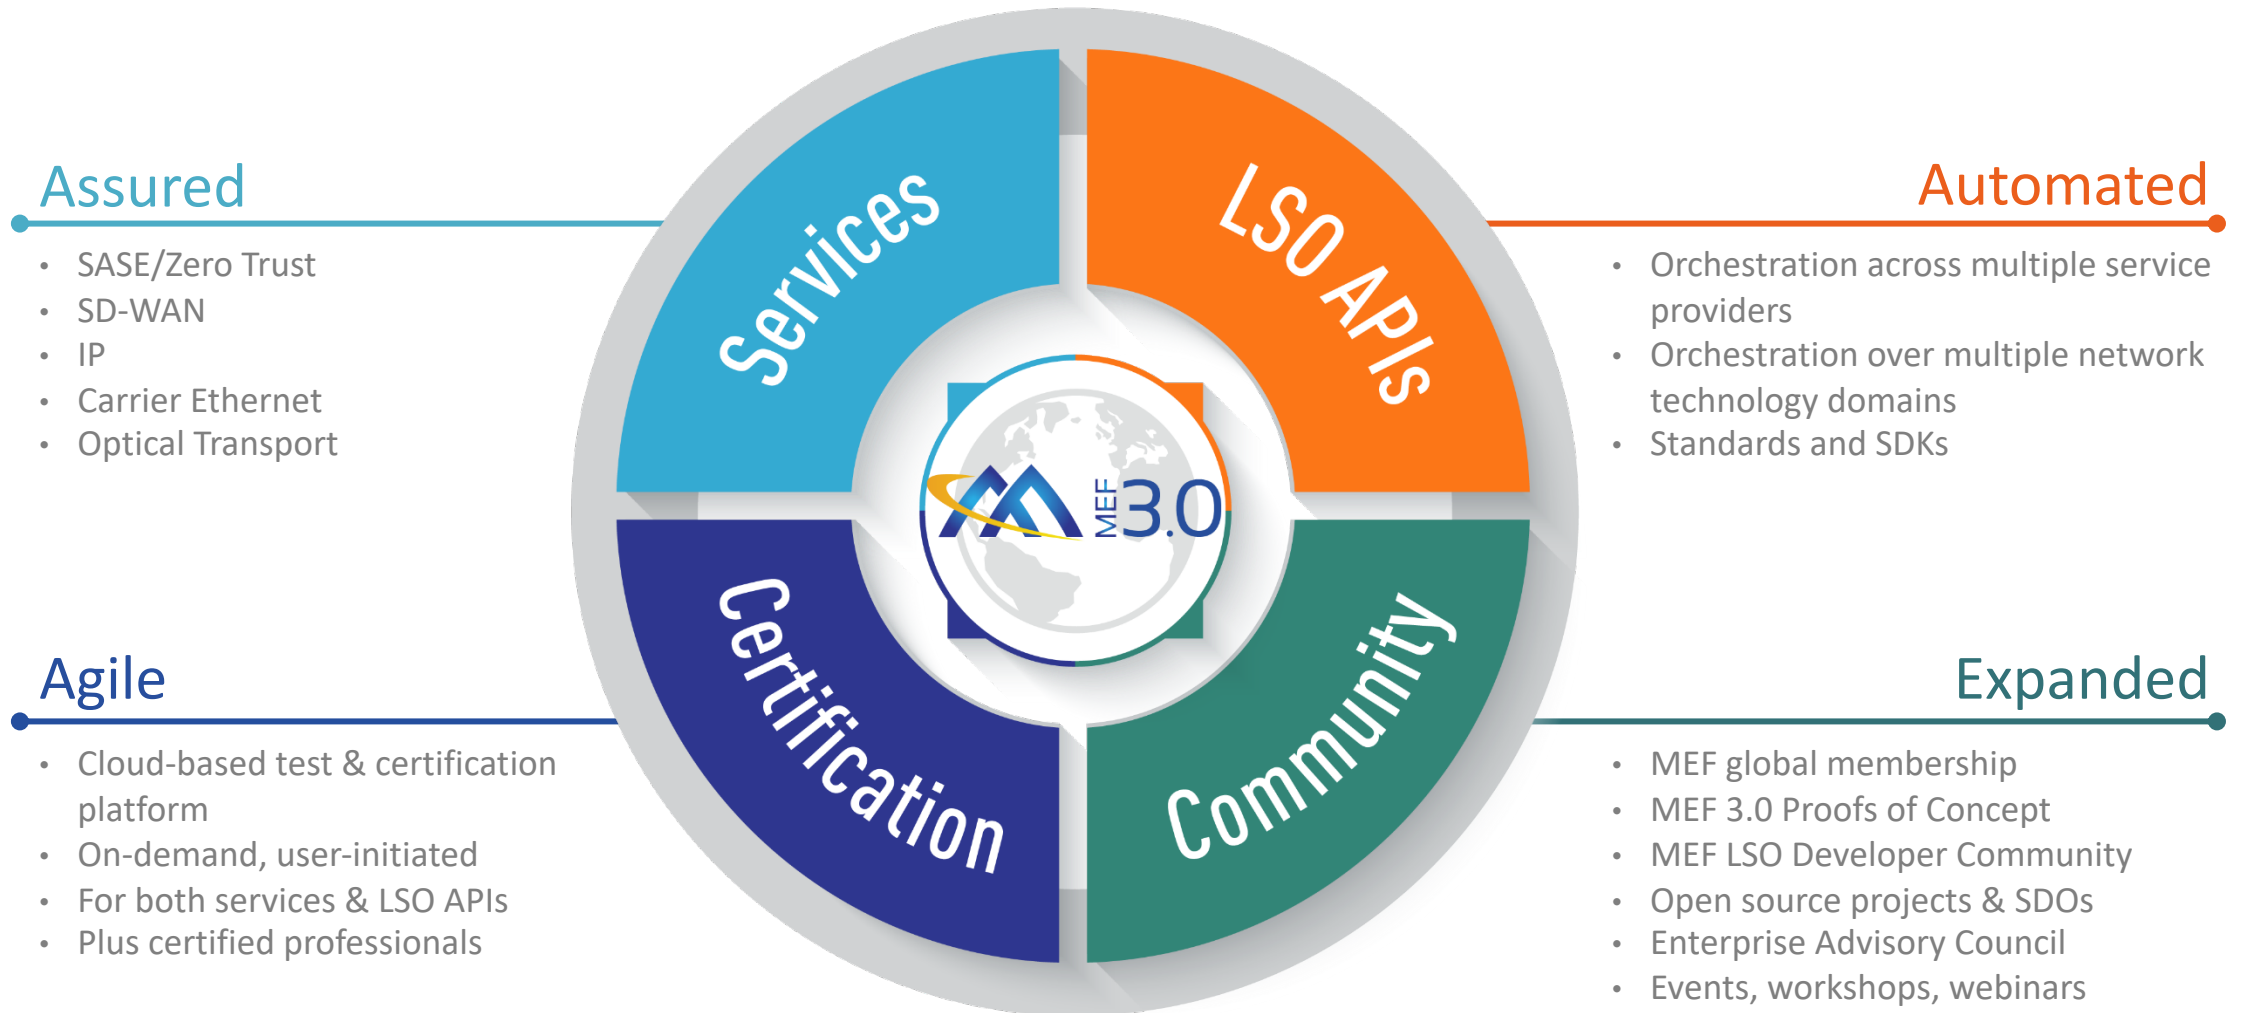 Assured
• SASE/Zero Trust
• SD-WAN
• IP
• Carrier Ethernet
• Optical Transport
Services
LSO APIs
Automated
• Orchestration across multiple service
providers
• Orchestration over multiple network
technology domains
• Standards and SDKs
MEF 3.0
Agile
• Cloud-based test & certification
platform
• On-demand, user-initiated
• For both services & LSO APIs
• Plus certified professionals
Certification
Community
Expanded
• MEF global membership
• MEF 3.0 Proofs of Concept
• MEF LSO Developer Community
• Open source projects & SDOs
• Enterprise Advisory Council
• Events, workshops, webinars